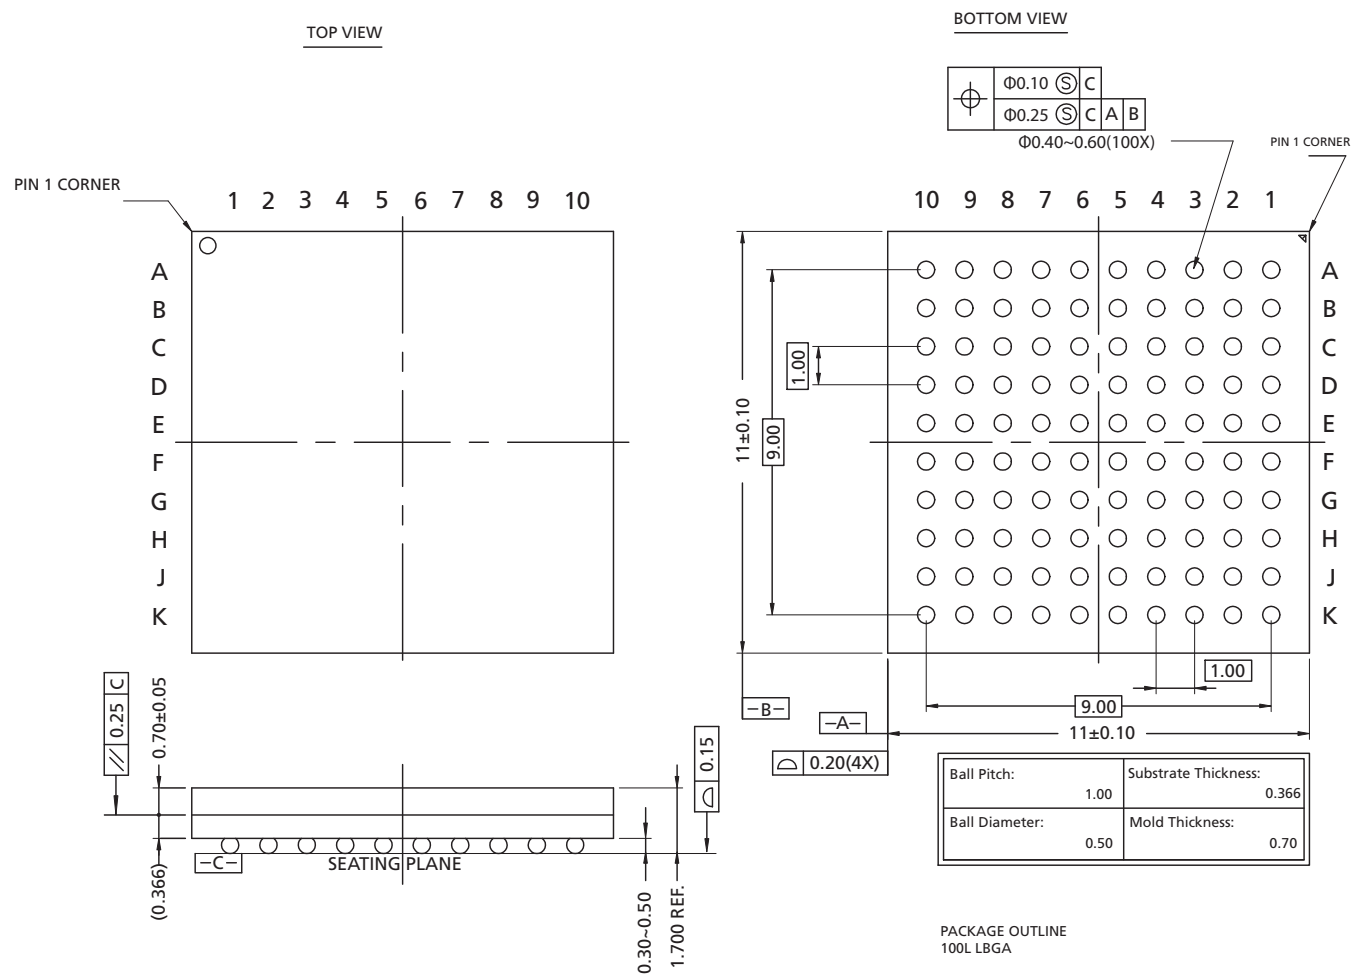 TOP VIEW
BOTTOM VIEW
Φ0.10 Ⓢ C
Φ0.25 Ⓢ C A B
Φ0.40~0.60(100X)
PIN 1 CORNER
PIN 1 CORNER
1 2 3 4 5 6 7 8 9 10
10 9 8 7 6 5 4 3 2 1
A
B
C
D
E
F
G
H
J
K
A
B
C
D
E
F
G
H
J
K
1.00
11±0.10
9.00
1.00
9.00
11±0.10
–B–
–A–
⌓ 0.20(4X)
// 0.25 C
0.70±0.05
(0.366)
–C–
SEATING PLANE
⌓ 0.15
0.30~0.50
1.700 REF.
Ball Pitch:
1.00
Substrate Thickness:
0.366
Ball Diameter:
0.50
Mold Thickness:
0.70
PACKAGE OUTLINE
100L LBGA